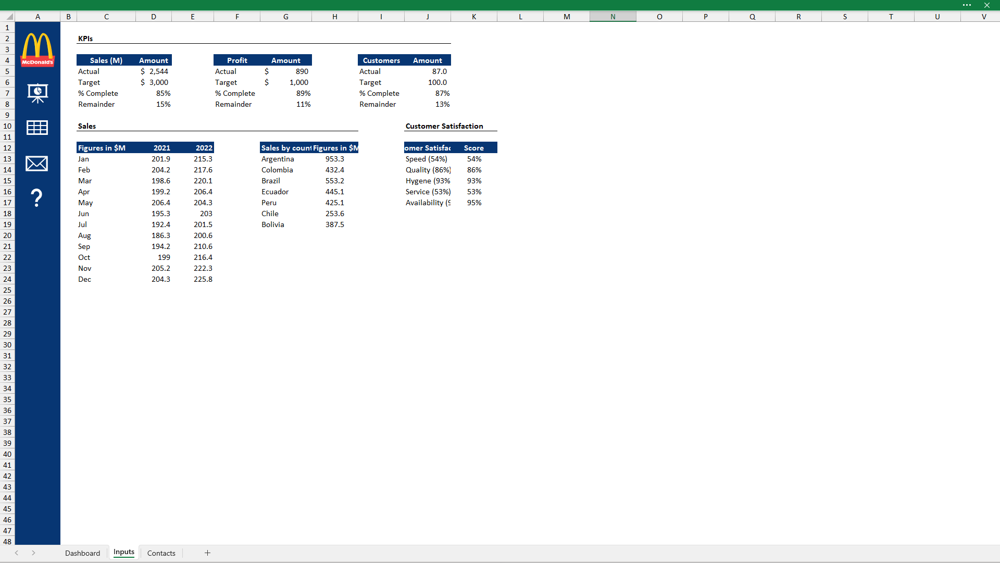 A B C D E F G H I J K L M N O P Q R S T U V
1
2 KPIs
3
4 Sales (M) Amount Profit Amount Customers Amount
5 Actual $ 2,544 Actual $ 890 Actual 87.0
6 Target $ 3,000 Target $ 1,000 Target 100.0
7 % Complete 85% % Complete 89% % Complete 87%
8 Remainder 15% Remainder 11% Remainder 13%
9
10 Sales Customer Satisfaction
11
12 Figures in $M 2021 2022 Sales by count Figures in $M omer Satisfac Score
13 Jan 201.9 215.3 Argentina 953.3 Speed (54%) 54%
14 Feb 204.2 217.6 Colombia 432.4 Quality (86%) 86%
15 Mar 198.6 220.1 Brazil 553.2 Hygene (93% 93%
16 Apr 199.2 206.4 Ecuador 445.1 Service (53%) 53%
17 May 206.4 204.3 Peru 425.1 Availability (9 95%
18 Jun 195.3 203 Chile 253.6
19 Jul 192.4 201.5 Bolivia 387.5
20 Aug 186.3 200.6
21 Sep 194.2 210.6
22 Oct 199 216.4
23 Nov 205.2 222.3
24 Dec 204.3 225.8
25
26
27
28
29
30
31
32
33
34
35
36
37
38
39
40
41
42
43
44
45
46
47
48
McDonald's
?
Dashboard Inputs Contacts +